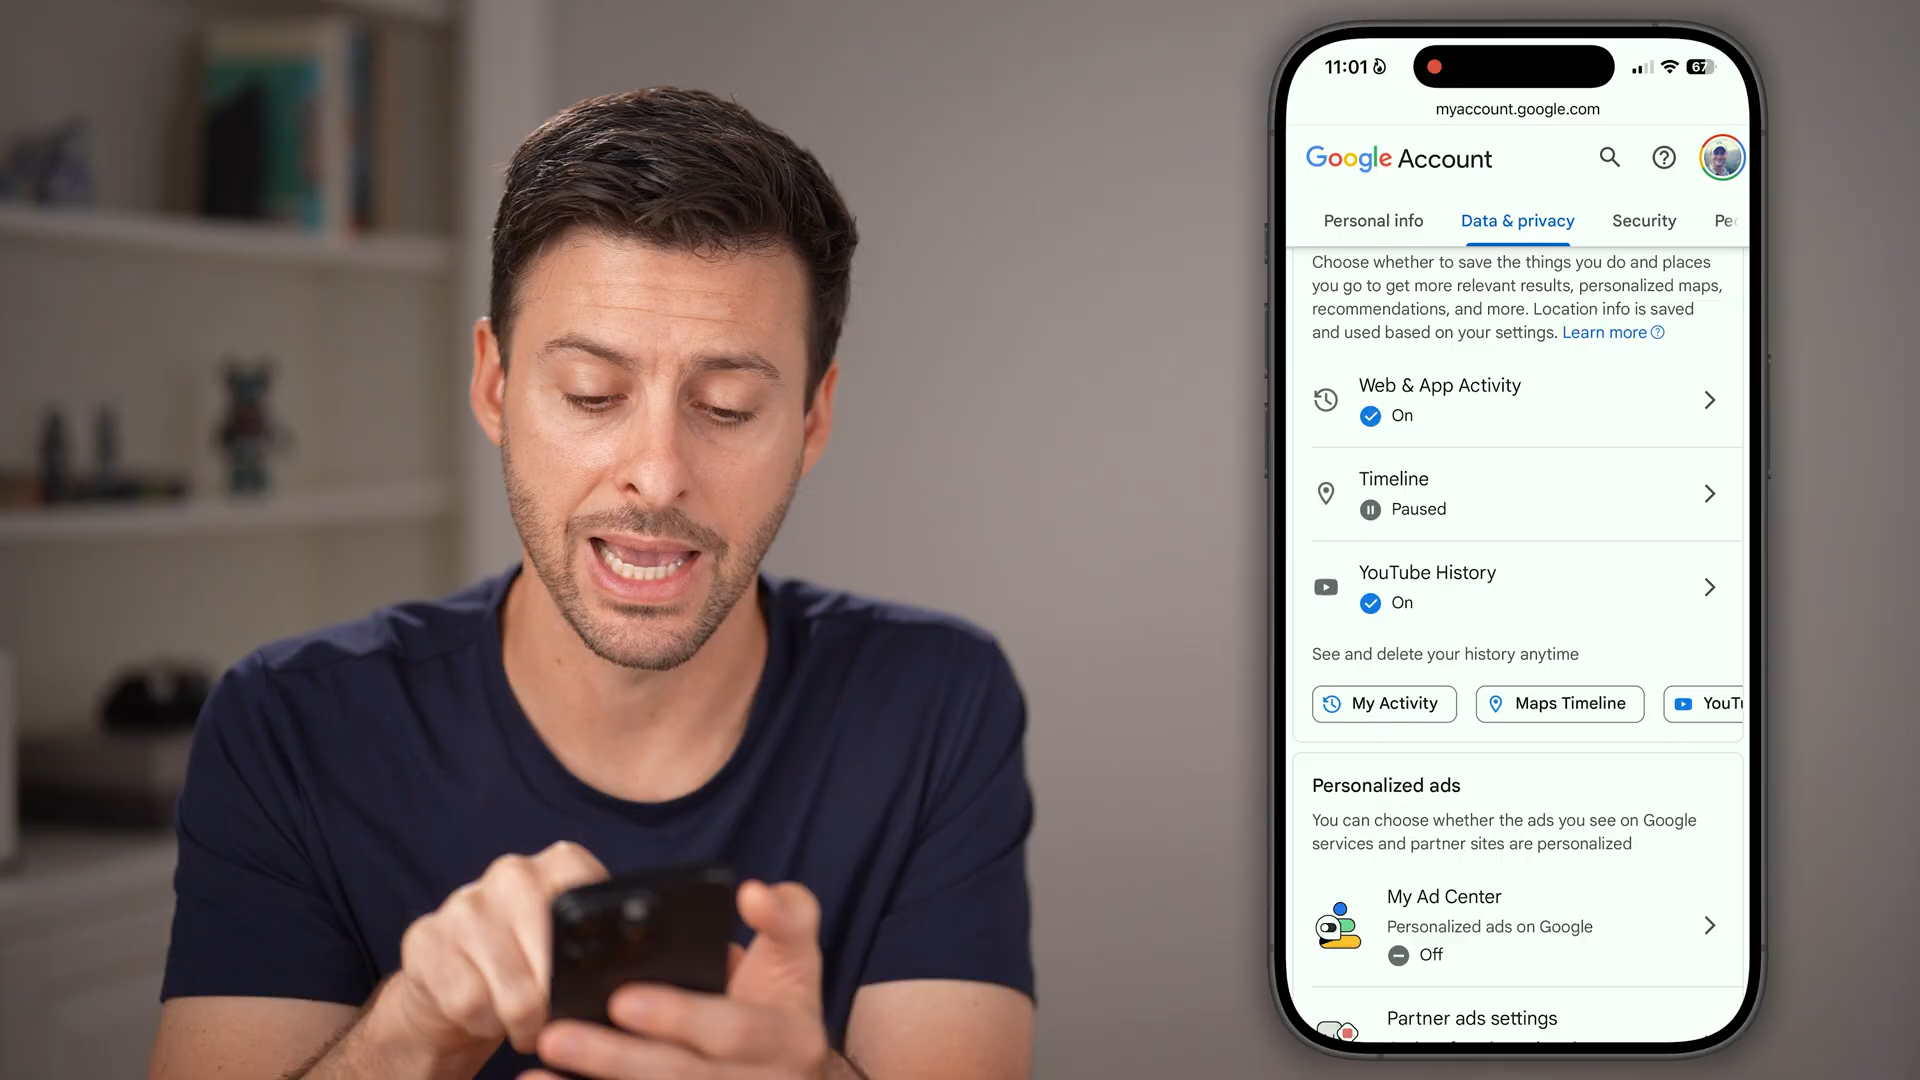 11:01
67
myaccount.google.com
Google Account
Personal info
Data & privacy
Security
Choose whether to save the things you do and places
you go to get more relevant results, personalized maps,
recommendations, and more. Location info is saved
and used based on your settings. Learn more
Web & App Activity
On
Timeline
Paused
YouTube History
On
See and delete your history anytime
My Activity
Maps Timeline
Personalized ads
You can choose whether the ads you see on Google
services and partner sites are personalized
My Ad Center
Personalized ads on Google
Off
Partner ads settings